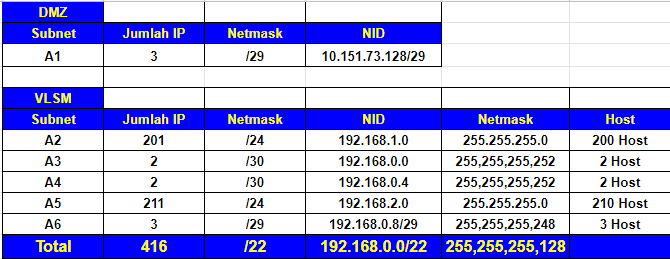 DMZ
Subnet Jumlah IP Netmask NID
A1 3 /29 10.151.73.128/29
VLSM
Subnet Jumlah IP Netmask NID Netmask Host
A2 201 /24 192.168.1.0 255.255.255.0 200 Host
A3 2 /30 192.168.0.0 255,255,255,252 2 Host
A4 2 /30 192.168.0.4 255,255,255,252 2 Host
A5 211 /24 192.168.2.0 255.255.255.0 210 Host
A6 3 /29 192.168.0.8/29 255,255,255,248 3 Host
Total 416 /22 192.168.0.0/22 255,255,255,128